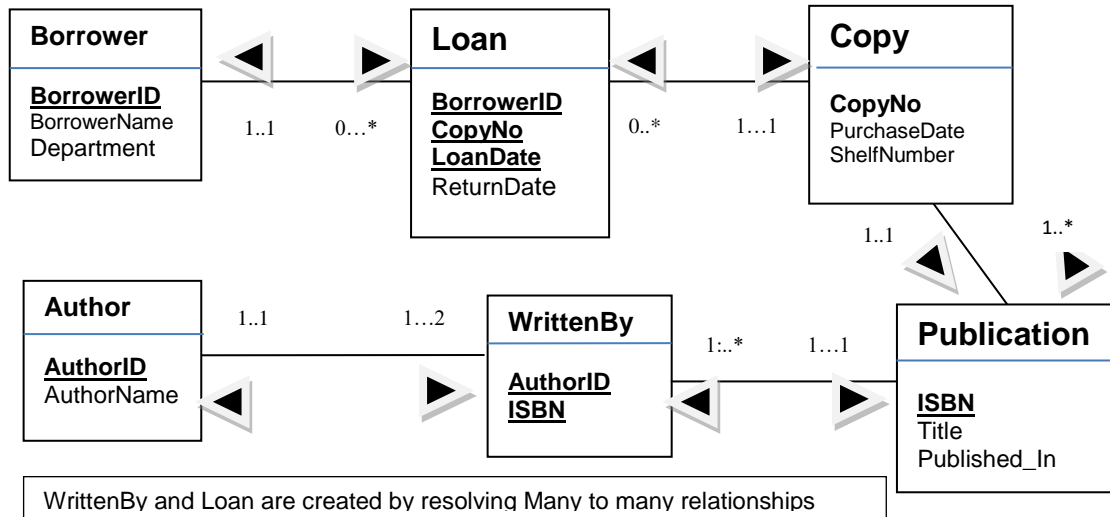 Borrower
BorrowerID
BorrowerName
Department
1..1
0…*
Loan
BorrowerID
CopyNo
LoanDate
ReturnDate
0..*
1…1
Copy
CopyNo
PurchaseDate
ShelfNumber
1..1
1..*
Author
AuthorID
AuthorName
1..1
1…2
WrittenBy
AuthorID
ISBN
1:..*
1…1
Publication
ISBN
Title
Published_In
WrittenBy and Loan are created by resolving Many to many relationships